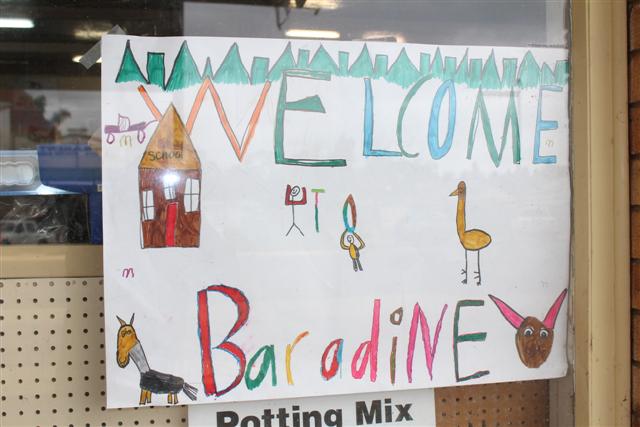 WELCOME
School
TO
BaradiNE
Potting Mix